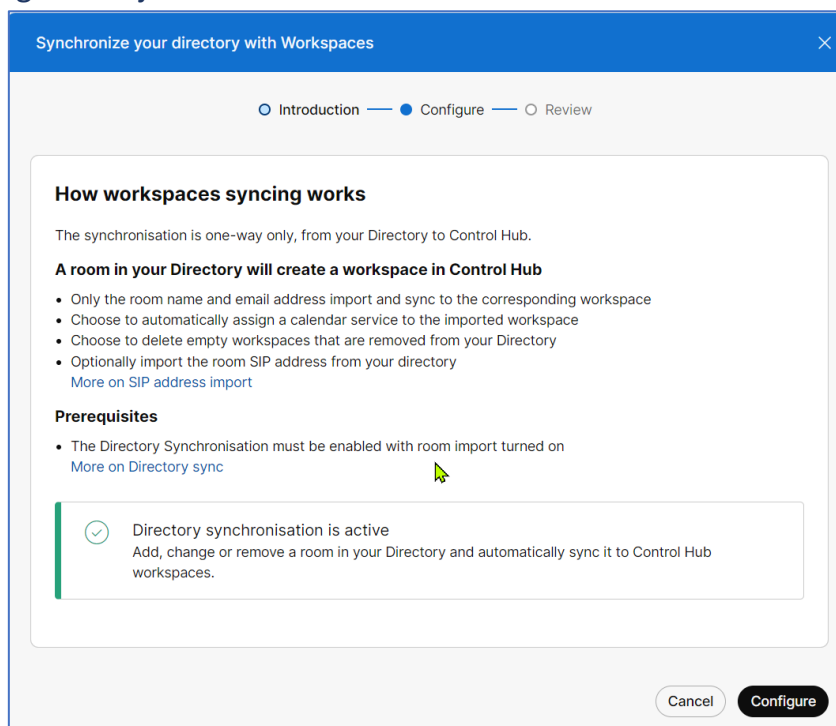 Synchronize your directory with Workspaces
Introduction
Configure
Review
How workspaces syncing works
The synchronisation is one-way only, from your Directory to Control Hub.
A room in your Directory will create a workspace in Control Hub
• Only the room name and email address import and sync to the corresponding workspace
• Choose to automatically assign a calendar service to the imported workspace
• Choose to delete empty workspaces that are removed from your Directory
• Optionally import the room SIP address from your directory
More on SIP address import
Prerequisites
• The Directory Synchronisation must be enabled with room import turned on
More on Directory sync
Directory synchronisation is active
Add, change or remove a room in your Directory and automatically sync it to Control Hub
workspaces.
Cancel
Configure